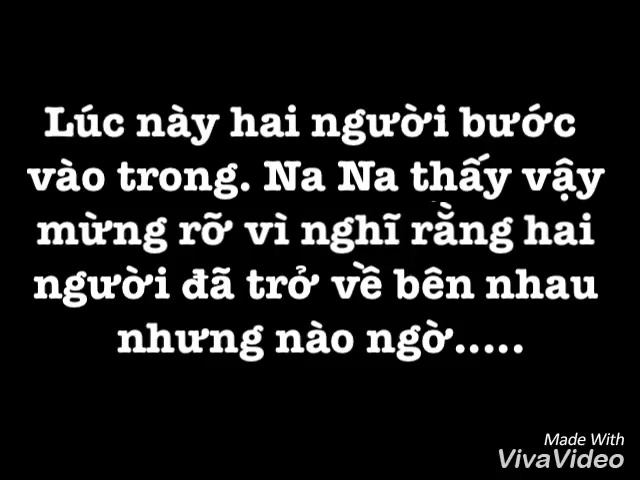 Lúc này hai người bước
vào trong. Na Na thấy vậy
mừng rỡ vì nghĩ rằng hai
người đã trở về bên nhau
nhưng nào ngờ.....
Made With
VivaVideo